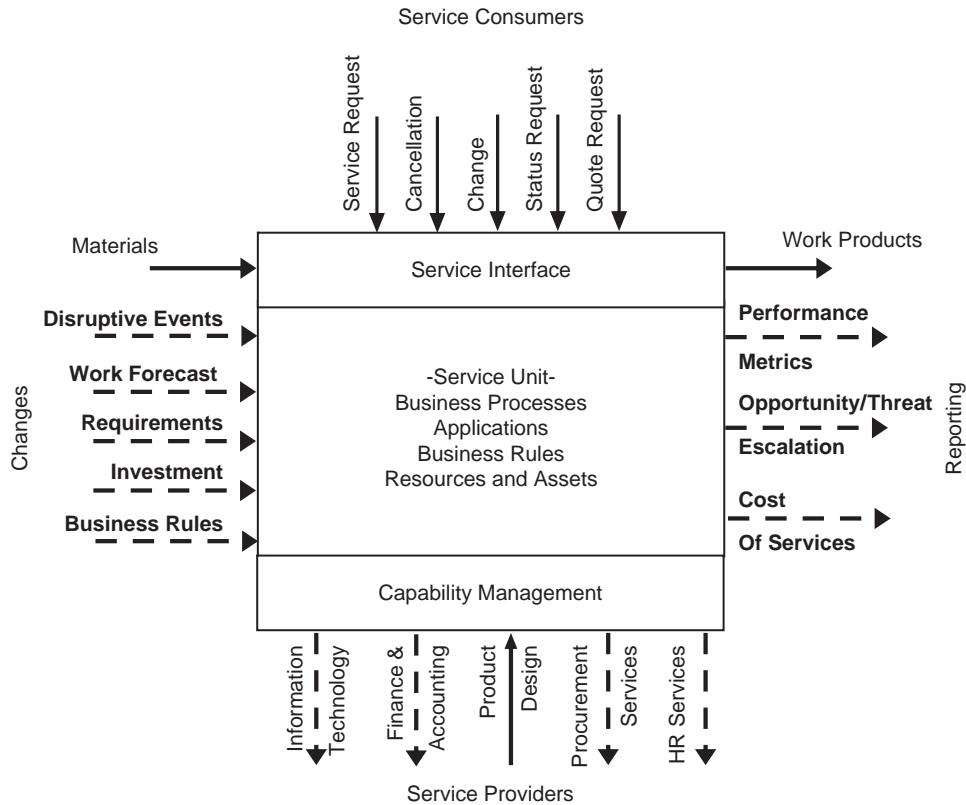 Service Consumers
Service Request
Cancellation
Change
Status Request
Quote Request
Materials
Service Interface
Work Products
Changes
Disruptive Events
Work Forecast
Requirements
Investment
Business Rules
-Service Unit-
Business Processes
Applications
Business Rules
Resources and Assets
Performance
Metrics
Opportunity/Threat
Escalation
Cost
Of Services
Reporting
Capability Management
Information
Technology
Finance &
Accounting
Product
Design
Procurement
Services
HR Services
Service Providers